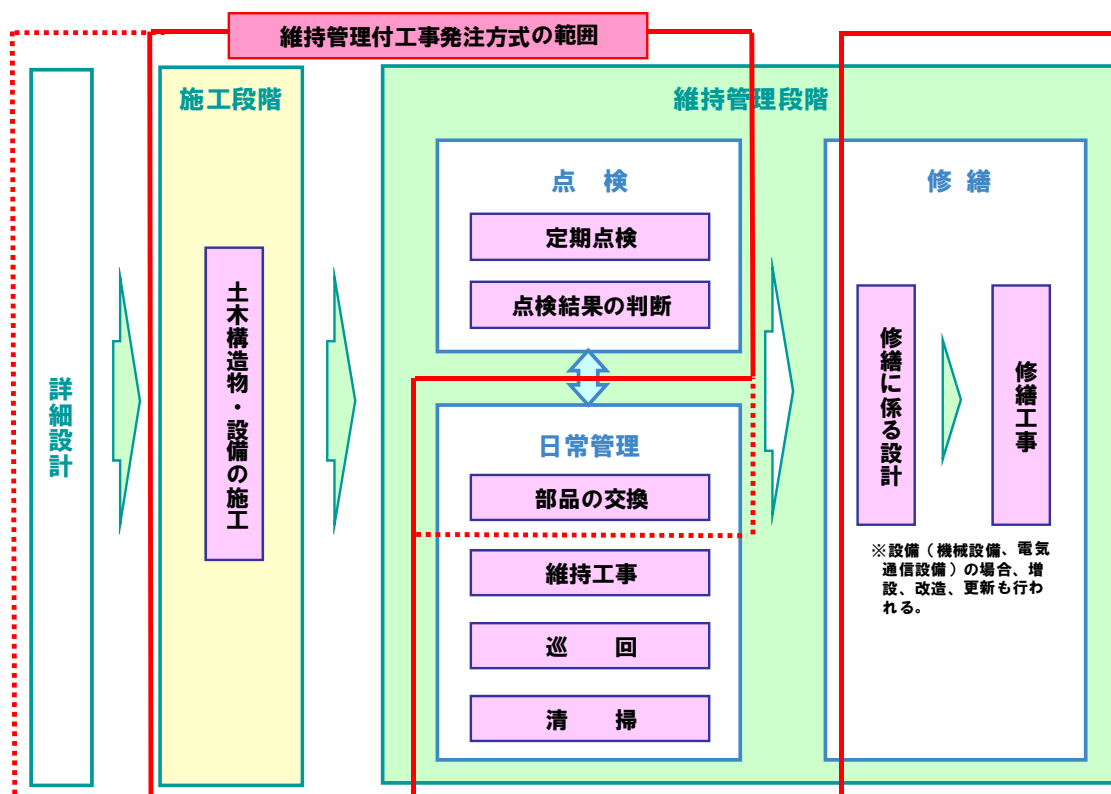 維持管理付工事発注方式の範囲
詳細設計
施工段階
土木構造物・設備の施工
維持管理段階
点　検
定期点検
点検結果の判断
日常管理
部品の交換
維持工事
巡　　回
清　　掃
修 繕
修繕に係る設計
修繕工事
※設備（機械設備、電気
通信設備）の場合、増
設、改造、更新も行わ
れる。